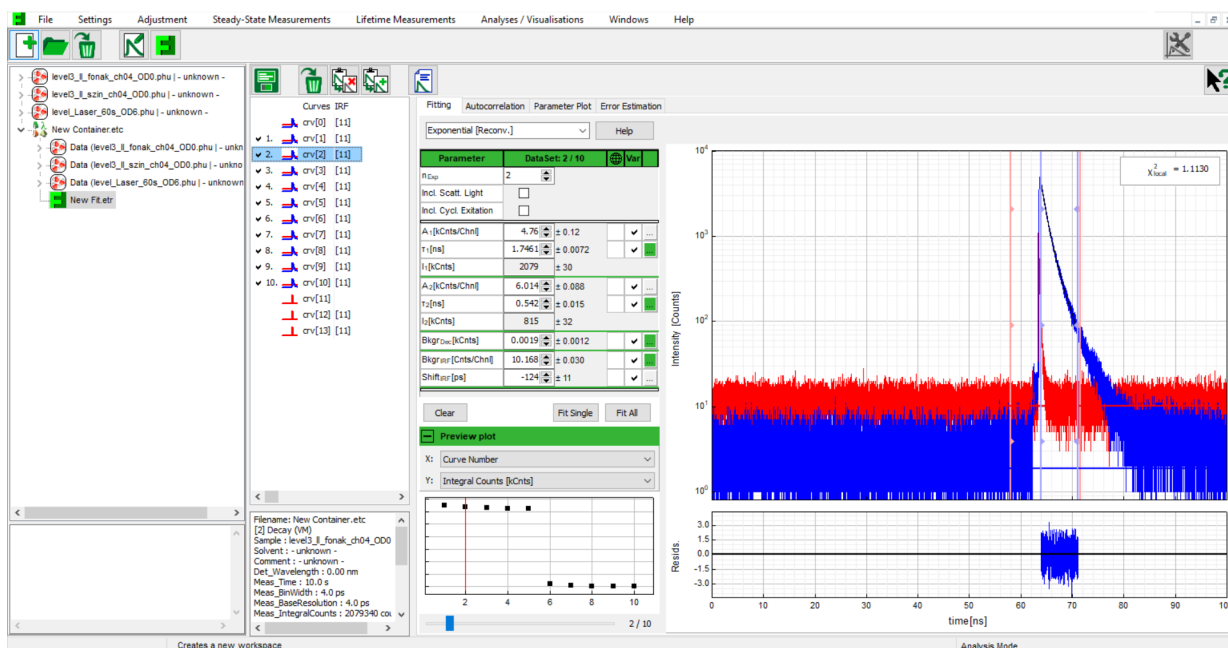 File Settings Adjustment Steady-State Measurements Lifetime Measurements Analyses / Visualisations Windows Help
level3_ll_fonak_ch04_OD0.phu | - unknown -
level3_ll_szin_ch04_OD0.phu | - unknown -
level_Laser_60s_OD6.phu | - unknown -
New Container.etc
Data (level3_ll_fonak_ch04_OD0.phu | - unkn
Data (level3_ll_szin_ch04_OD0.phu | - unkno
Data (level_Laser_60s_OD6.phu | - unknown
New Fit.etr
Curves IRF
crv[0] [11]
1. crv[1] [11]
2. crv[2] [11]
3. crv[3] [11]
4. crv[4] [11]
5. crv[5] [11]
6. crv[6] [11]
7. crv[7] [11]
8. crv[8] [11]
9. crv[9] [11]
10. crv[10] [11]
crv[11]
crv[12] [11]
crv[13] [11]
Filename: New Container.etc
[2] Decay (VM)
Sample : level3_ll_fonak_ch04_OD0
Solvent : - unknown -
Comment : - unknown -
Det_Wavelength : 0.00 nm
Meas_Time : 10.0 s
Meas_BinWidth : 4.0 ps
Meas_BaseResolution : 4.0 ps
Meas_IntegralCounts : 2079340 cou
Fitting Autocorrelation Parameter Plot Error Estimation
Exponential [Reconv.] Help
Parameter DataSet: 2 / 10 Var
nExp 2
Incl. Scatt. Light
Incl. Cycl. Exitation
A1[kCnts/Chnl] 4.76 ± 0.12 ...
τ1[ns] 1.7461 ± 0.0072 ...
I1[kCnts] 2079 ± 30
A2[kCnts/Chnl] 6.014 ± 0.088 ...
τ2[ns] 0.542 ± 0.015 ...
I2[kCnts] 815 ± 32
BkgrDec[kCnts] 0.0019 ± 0.0012 ...
BkgrIRF[Cnts/Chnl] 10.168 ± 0.030 ...
ShiftIRF[ps] -124 ± 11 ...
Clear Fit Single Fit All
Preview plot
X: Curve Number
Y: Integral Counts [kCnts]
2 4 6 8 10
2 / 10
χ²local = 1.1130
Intensity [Counts]
10⁴
10³
10²
10¹
10⁰
Resids.
3.0
1.5
0.0
-1.5
-3.0
0 10 20 30 40 50 60 70 80 90 100
time[ns]
Creates a new workspace Analysis Mode